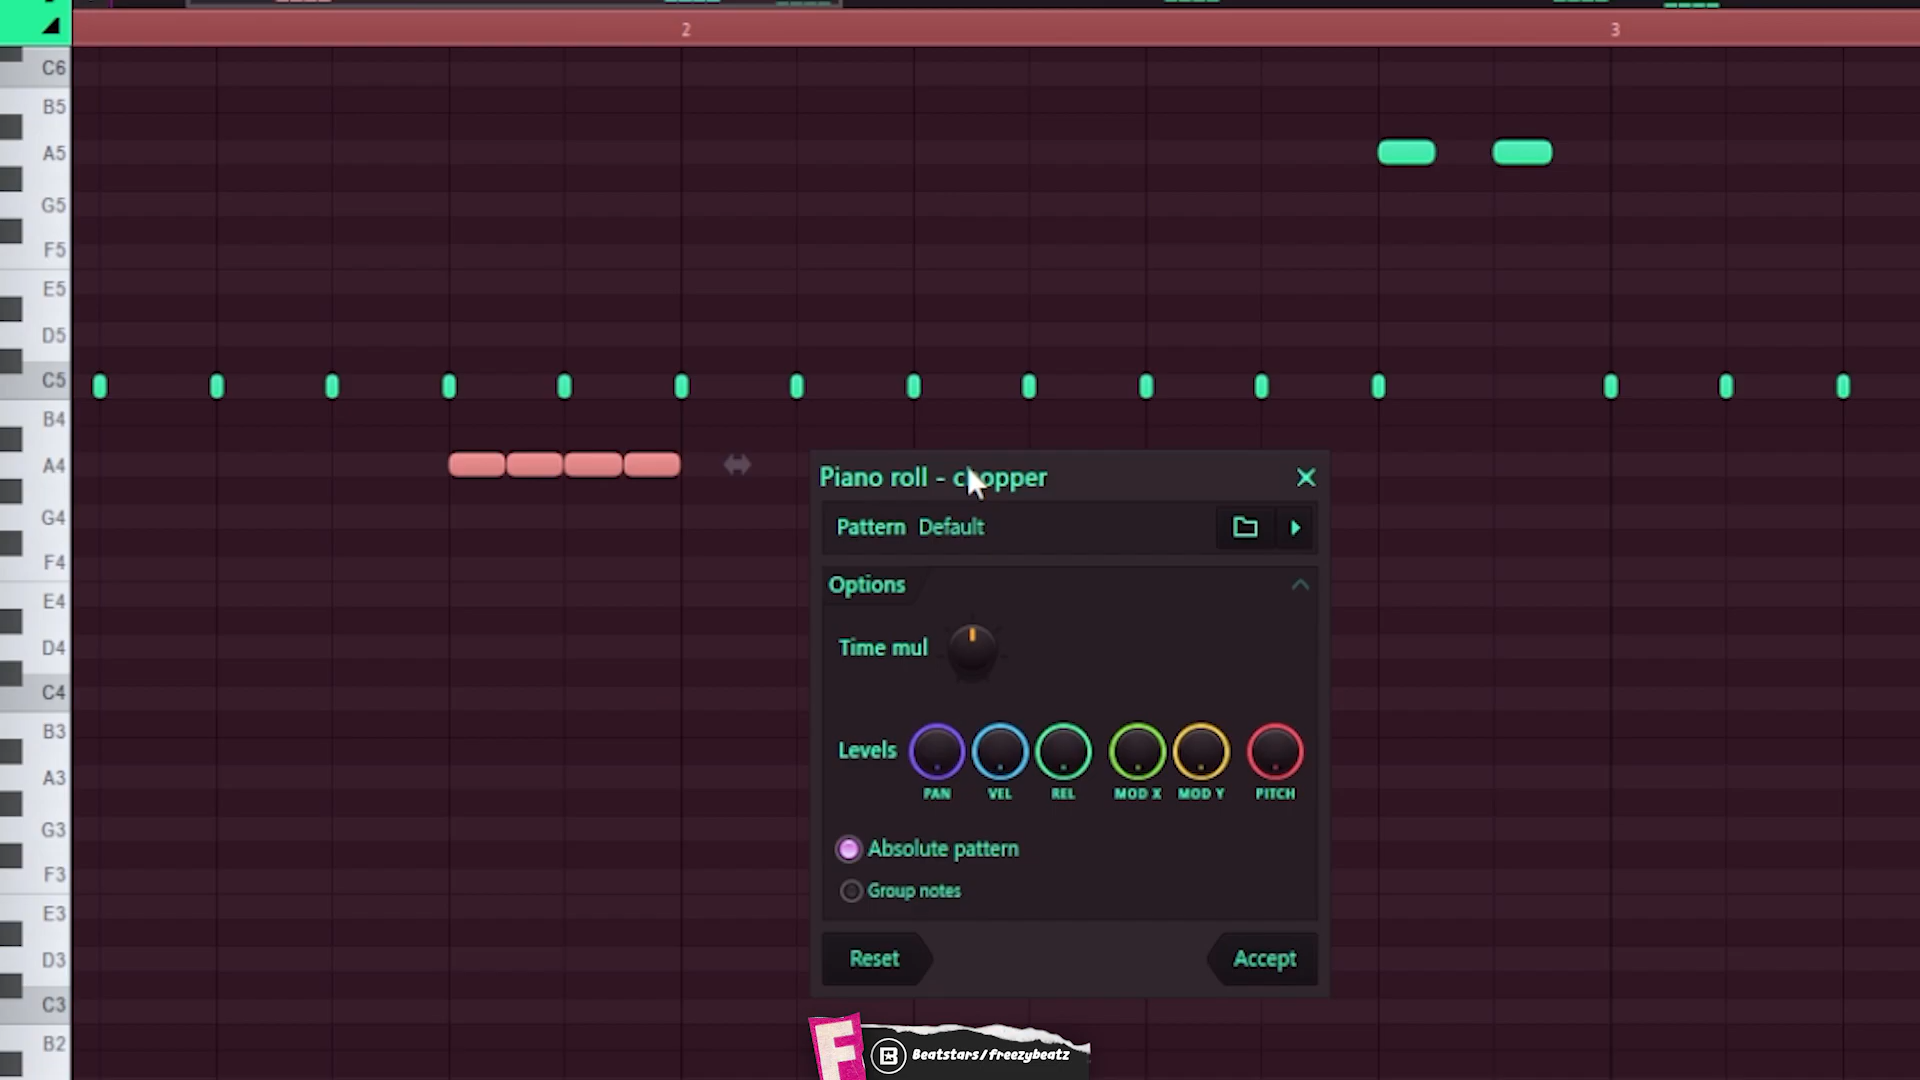 2
3
C6
B5
A5
G5
F5
E5
D5
C5
B4
A4
G4
F4
E4
D4
C4
B3
A3
G3
F3
E3
D3
C3
B2
Piano roll - chopper
Pattern Default
Options
Time mul
Levels
PAN VEL REL MOD X MOD Y PITCH
Absolute pattern
Group notes
Reset Accept
F
B Beatstars/freezybeatz